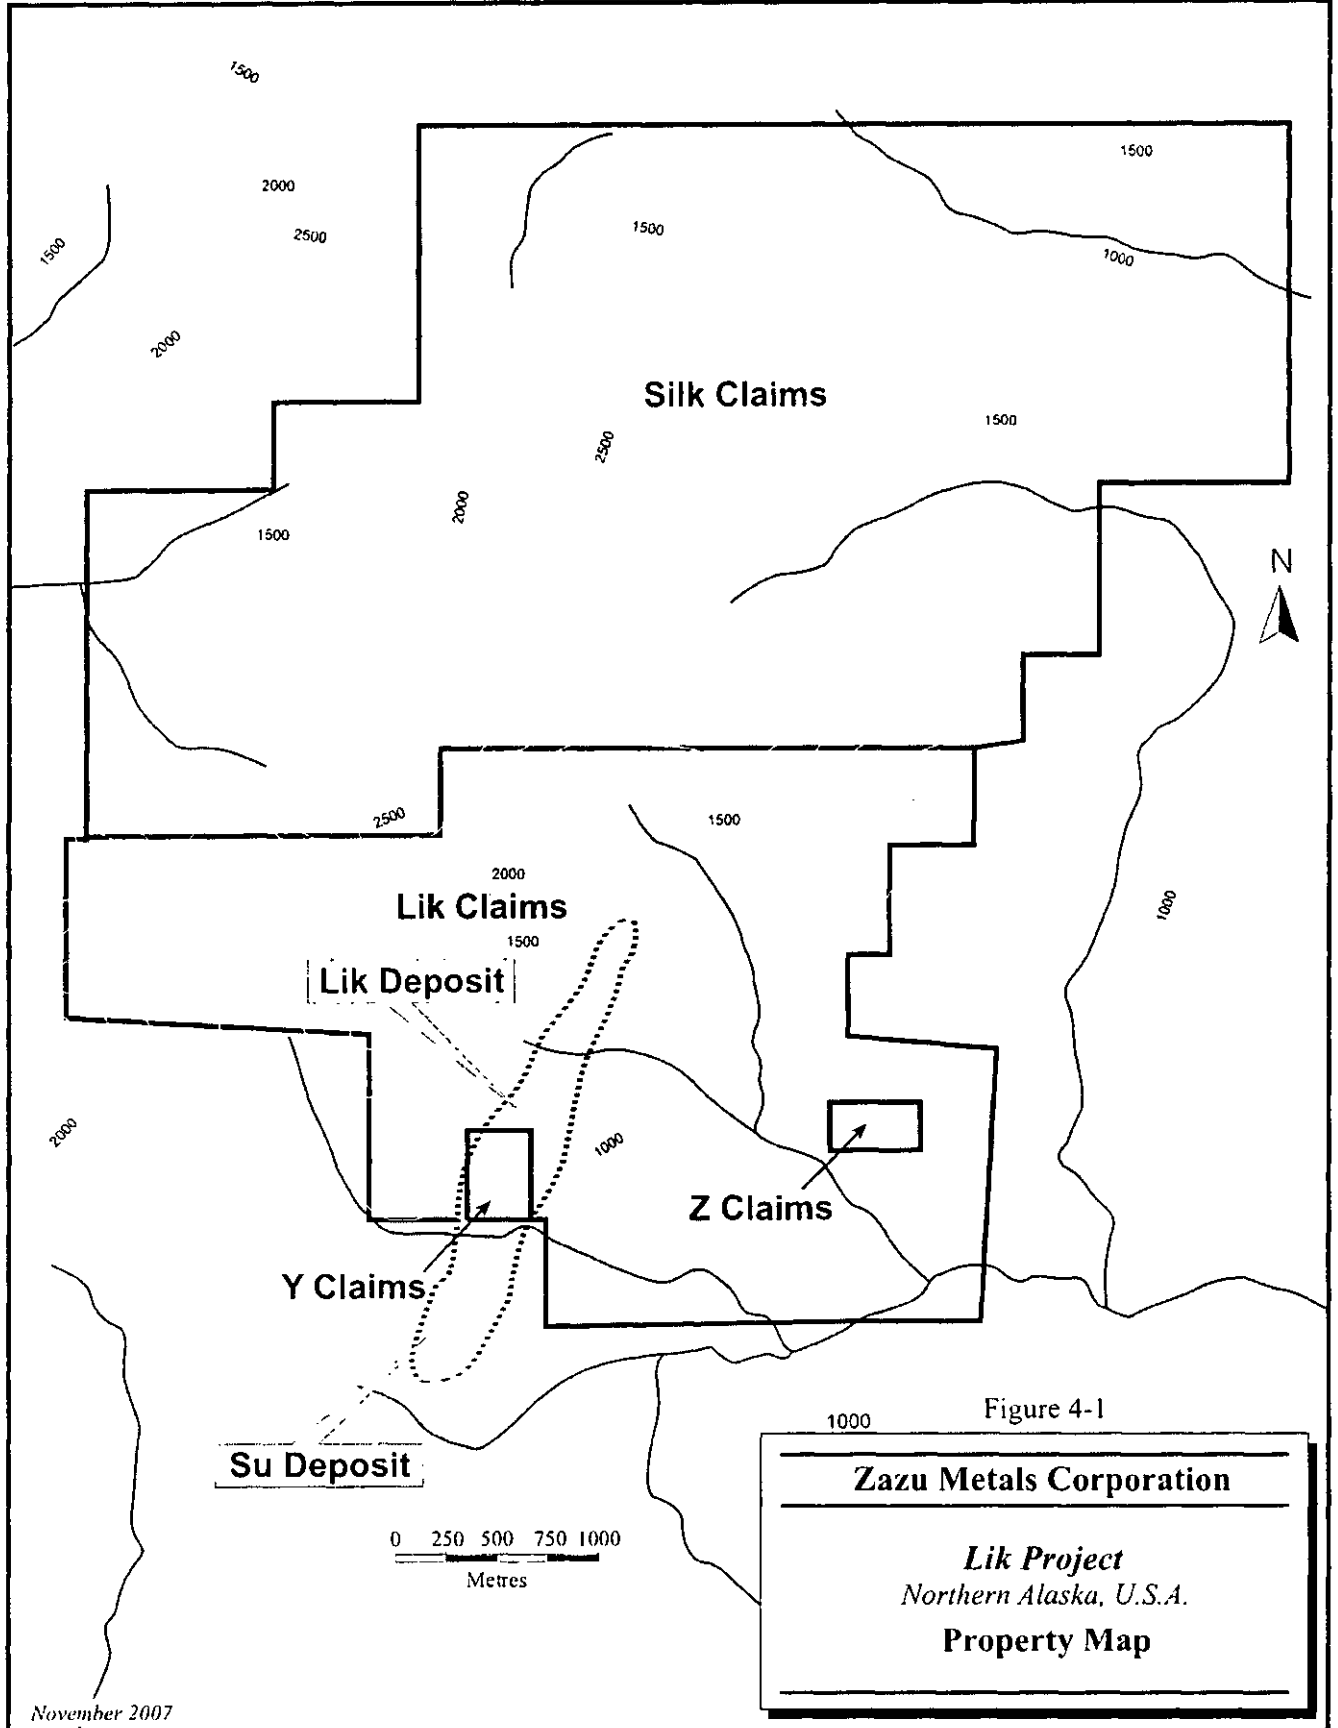 1500
1500
2000
1500
2500
1500
1000
2000
Silk Claims
1500
2500
2000
1500
N
2500
1500
2000
Lik Claims
1000
1500
Lik Deposit
2000
1000
Z Claims
Y Claims
Figure 4-1
1000
Su Deposit
Zazu Metals Corporation
0 250 500 750 1000
Metres
Lik Project
Northern Alaska, U.S.A.
Property Map
November 2007